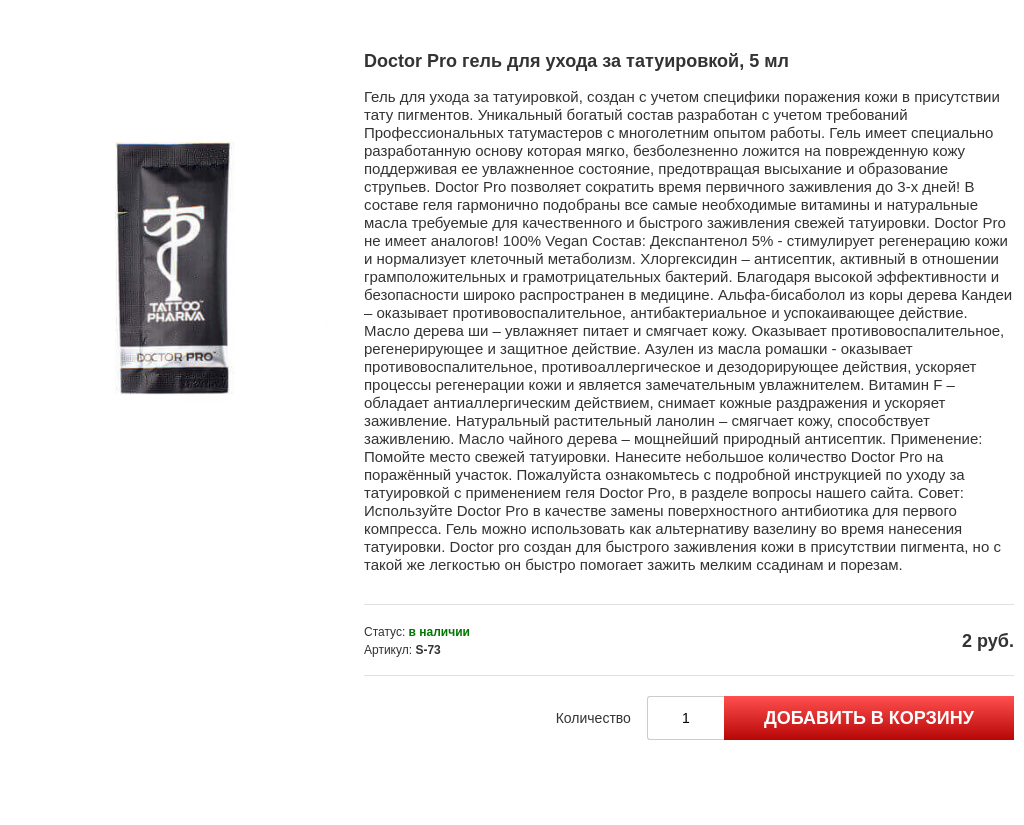 Doctor Pro гель для ухода за татуировкой, 5 мл
Гель для ухода за татуировкой, создан с учетом специфики поражения кожи в присутствии
тату пигментов. Уникальный богатый состав разработан с учетом требований
Профессиональных татумастеров с многолетним опытом работы. Гель имеет специально
разработанную основу которая мягко, безболезненно ложится на поврежденную кожу
поддерживая ее увлажненное состояние, предотвращая высыхание и образование
струпьев. Doctor Pro позволяет сократить время первичного заживления до 3-х дней! В
составе геля гармонично подобраны все самые необходимые витамины и натуральные
масла требуемые для качественного и быстрого заживления свежей татуировки. Doctor Pro
не имеет аналогов! 100% Vegan Состав: Декспантенол 5% - стимулирует регенерацию кожи
и нормализует клеточный метаболизм. Хлоргексидин – антисептик, активный в отношении
грамположительных и грамотрицательных бактерий. Благодаря высокой эффективности и
безопасности широко распространен в медицине. Альфа-бисаболол из коры дерева Кандеи
– оказывает противовоспалительное, антибактериальное и успокаивающее действие.
Масло дерева ши – увлажняет питает и смягчает кожу. Оказывает противовоспалительное,
регенерирующее и защитное действие. Азулен из масла ромашки - оказывает
противовоспалительное, противоаллергическое и дезодорирующее действия, ускоряет
процессы регенерации кожи и является замечательным увлажнителем. Витамин F –
обладает антиаллергическим действием, снимает кожные раздражения и ускоряет
заживление. Натуральный растительный ланолин – смягчает кожу, способствует
заживлению. Масло чайного дерева – мощнейший природный антисептик. Применение:
Помойте место свежей татуировки. Нанесите небольшое количество Doctor Pro на
поражённый участок. Пожалуйста ознакомьтесь с подробной инструкцией по уходу за
татуировкой с применением геля Doctor Pro, в разделе вопросы нашего сайта. Совет:
Используйте Doctor Pro в качестве замены поверхностного антибиотика для первого
компресса. Гель можно использовать как альтернативу вазелину во время нанесения
татуировки. Doctor pro создан для быстрого заживления кожи в присутствии пигмента, но с
такой же легкостью он быстро помогает зажить мелким ссадинам и порезам.
TATTOO™
PHARMA
DOCTOR PRO™
Статус: в наличии
Артикул: S-73
2 руб.
Количество 1 ДОБАВИТЬ В КОРЗИНУ